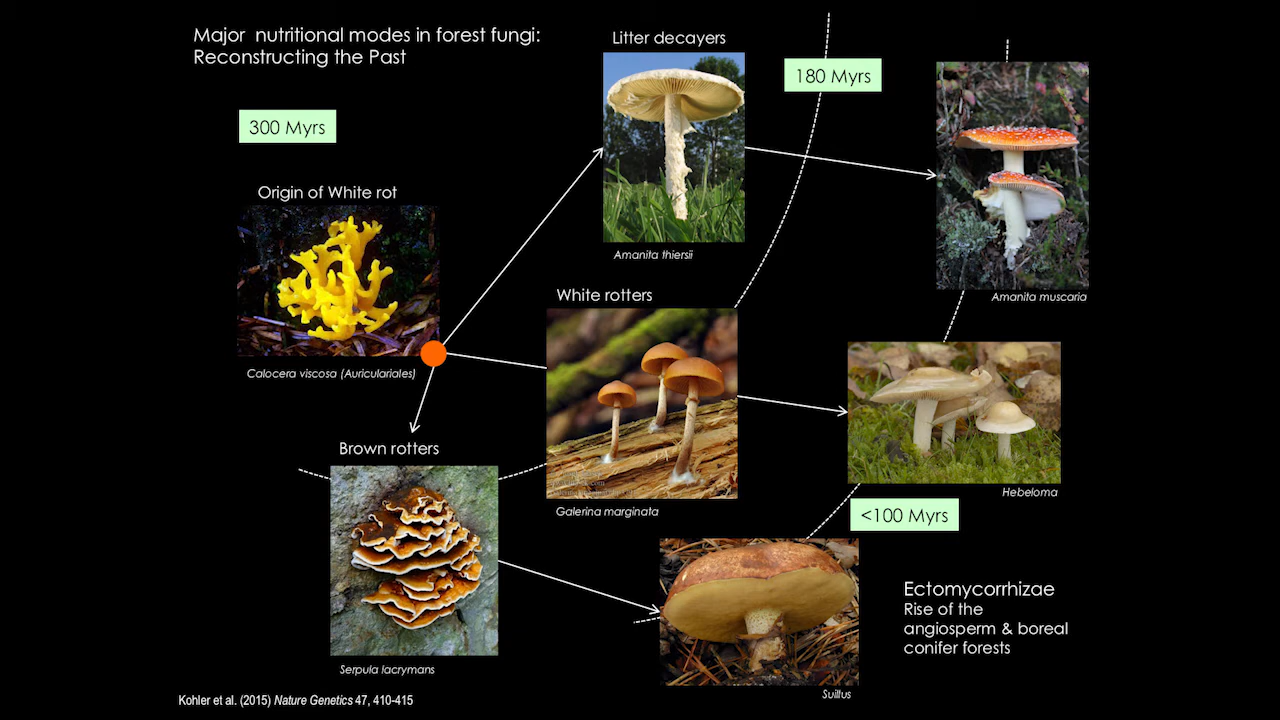 Major nutritional modes in forest fungi:
Reconstructing the Past
300 Myrs
Origin of White rot
Calocera viscosa (Auriculariales)
Litter decayers
180 Myrs
Amanita thiersii
Amanita muscaria
White rotters
Galerina marginata
Hebeloma
<100 Myrs
Brown rotters
Serpula lacrymans
Suillus
Ectomycorrhizae
Rise of the
angiosperm & boreal
conifer forests
Kohler et al. (2015) Nature Genetics 47, 410-415